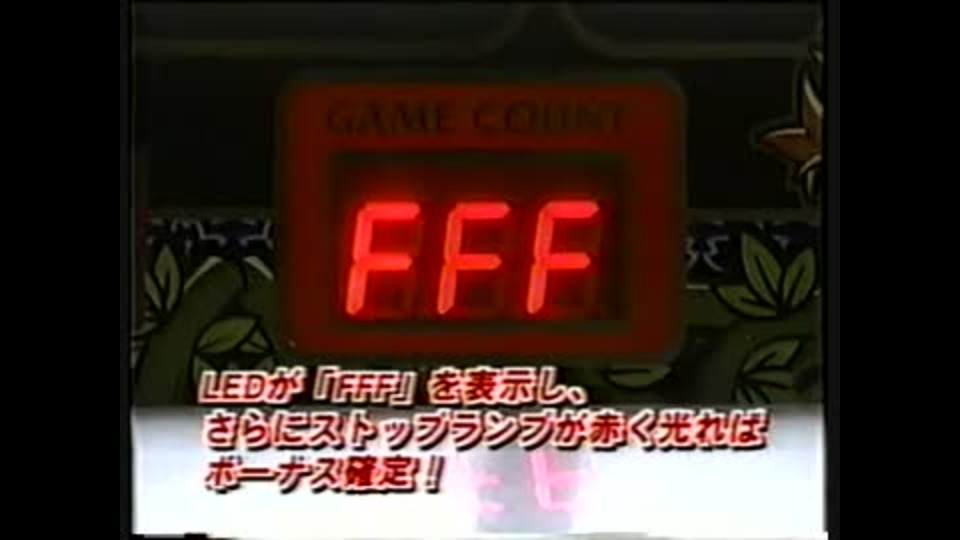 GAME COUNT
FFF
LEDが「FFF」を表示し、
さらにストップランプが赤く光れば
ボーナス確定！